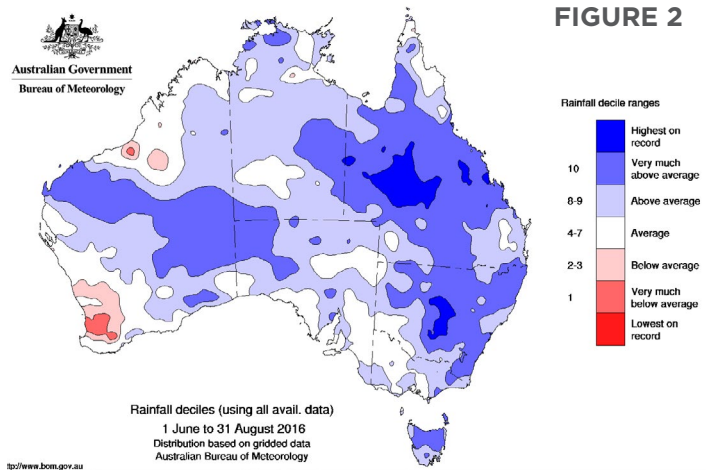 FIGURE 2
Australian Government
Bureau of Meteorology
Rainfall decile ranges
Highest on
record
10
Very much
above average
8-9
Above average
4-7
Average
2-3
Below average
1
Very much
below average
Lowest on
record
Rainfall deciles (using all avail. data)
1 June to 31 August 2016
Distribution based on gridded data
Australian Bureau of Meteorology
ttp://www.bom.gov.au